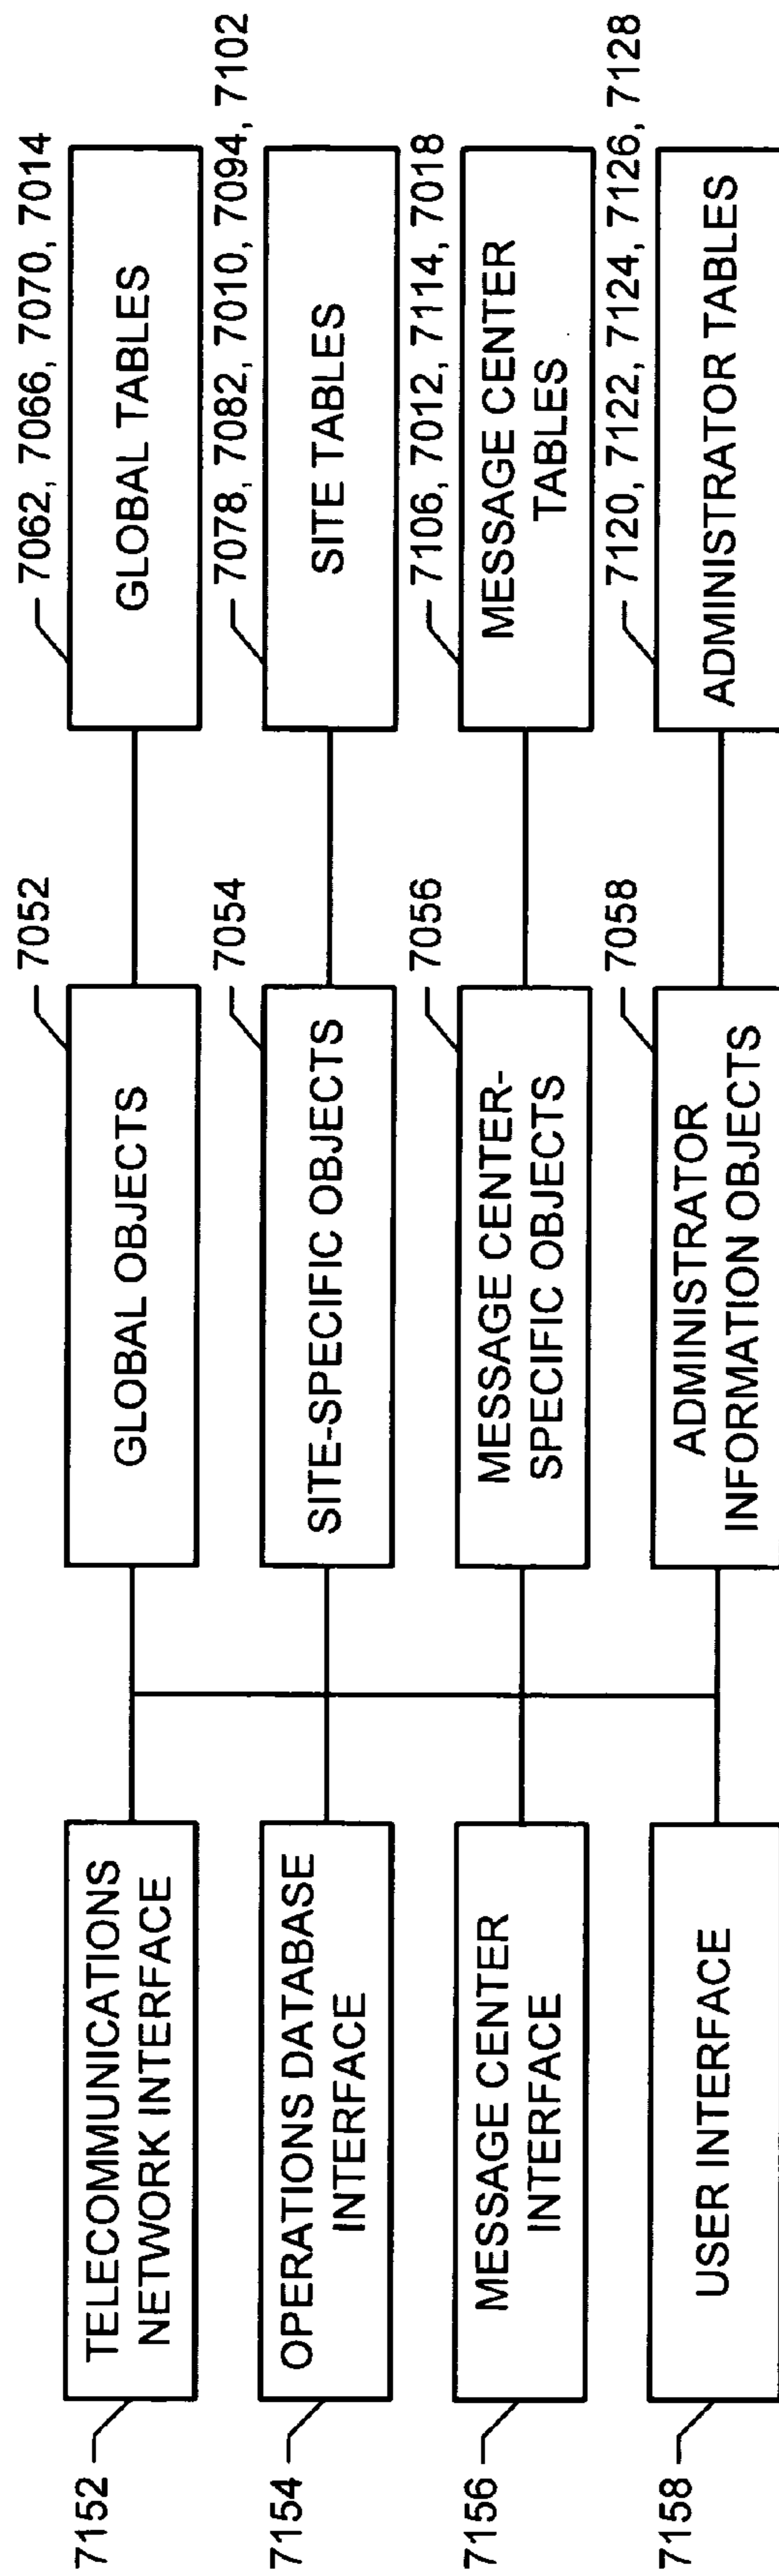 7152
TELECOMMUNICATIONS
NETWORK INTERFACE
7052
GLOBAL OBJECTS
7062, 7066, 7070, 7014
GLOBAL TABLES
7154
OPERATIONS DATABASE
INTERFACE
7054
SITE-SPECIFIC OBJECTS
7078, 7082, 7010, 7094, 7102
SITE TABLES
7156
MESSAGE CENTER
INTERFACE
7056
MESSAGE CENTER-
SPECIFIC OBJECTS
7106, 7012, 7114, 7018
MESSAGE CENTER
TABLES
7158
USER INTERFACE
7058
ADMINISTRATOR
INFORMATION OBJECTS
7120, 7122, 7124, 7126, 7128
ADMINISTRATOR TABLES